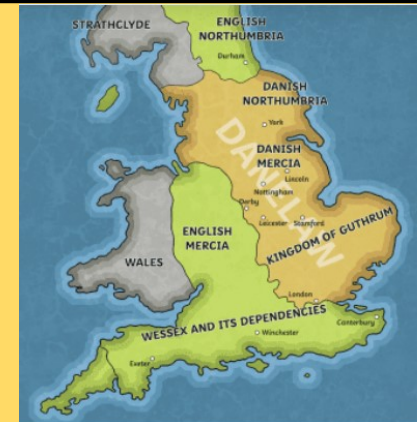 STRATHCLYDE
ENGLISH
NORTHUMBRIA
Durham
DANISH
NORTHUMBRIA
York
DANELAW
DANISH
MERCIA
Lincoln
Nottingham
Derby
Leicester
Stamford
KINGDOM OF GUTHRUM
ENGLISH
MERCIA
WALES
London
WESSEX AND ITS DEPENDENCIES
Canterbury
Winchester
Exeter